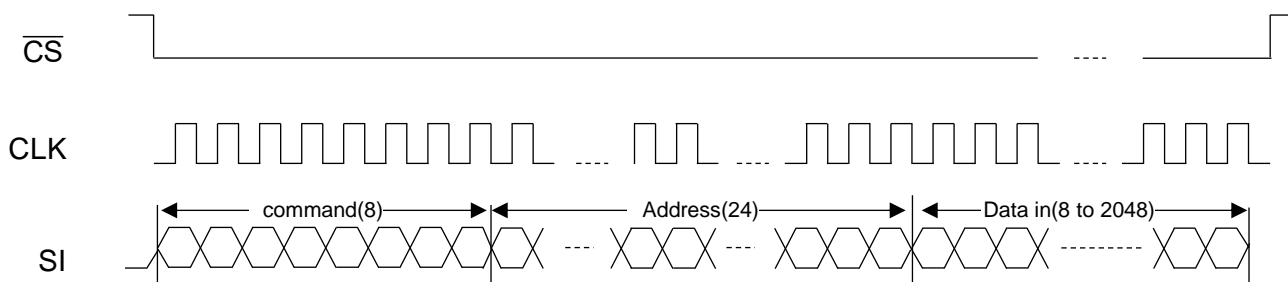 CS
CLK
command(8) Address(24) Data in(8 to 2048)
SI